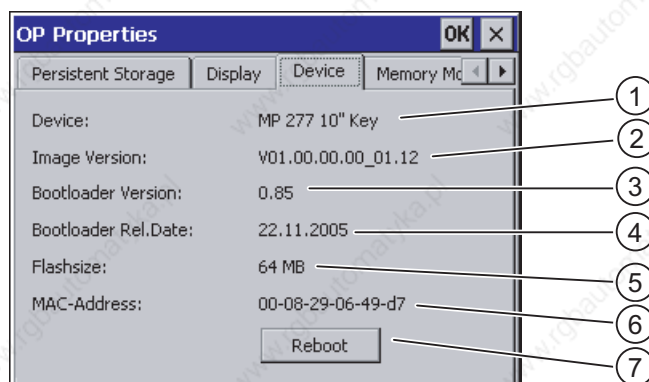 OP Properties OK ×
Persistent Storage Display Device Memory Mo
Device: MP 277 10" Key 1
Image Version: V01.00.00.00_01.12 2
Bootloader Version: 0.85 3
Bootloader Rel.Date: 22.11.2005 4
Flashsize: 64 MB 5
MAC-Address: 00-08-29-06-49-d7 6
Reboot 7